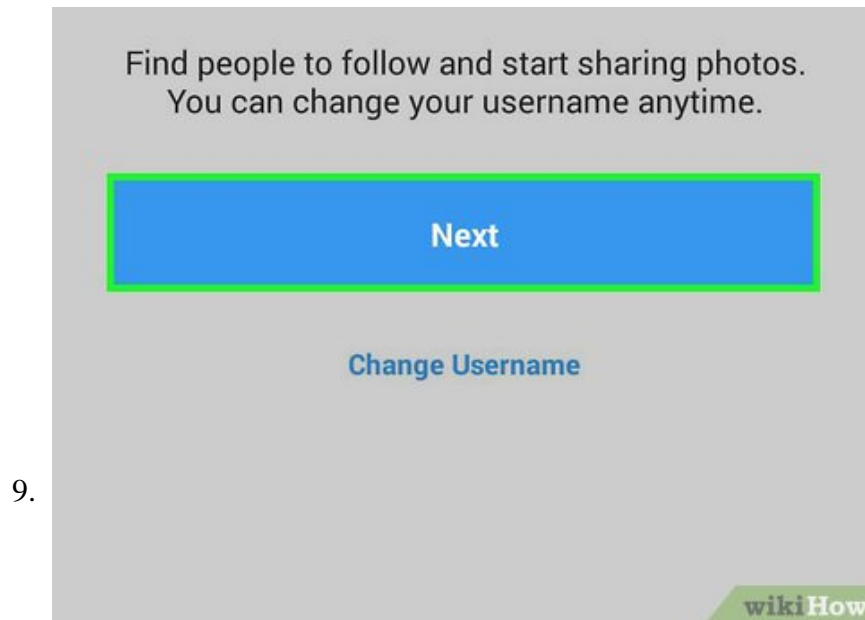 Find people to follow and start sharing photos.
You can change your username anytime.
Next
Change Username
9.
wikiHow